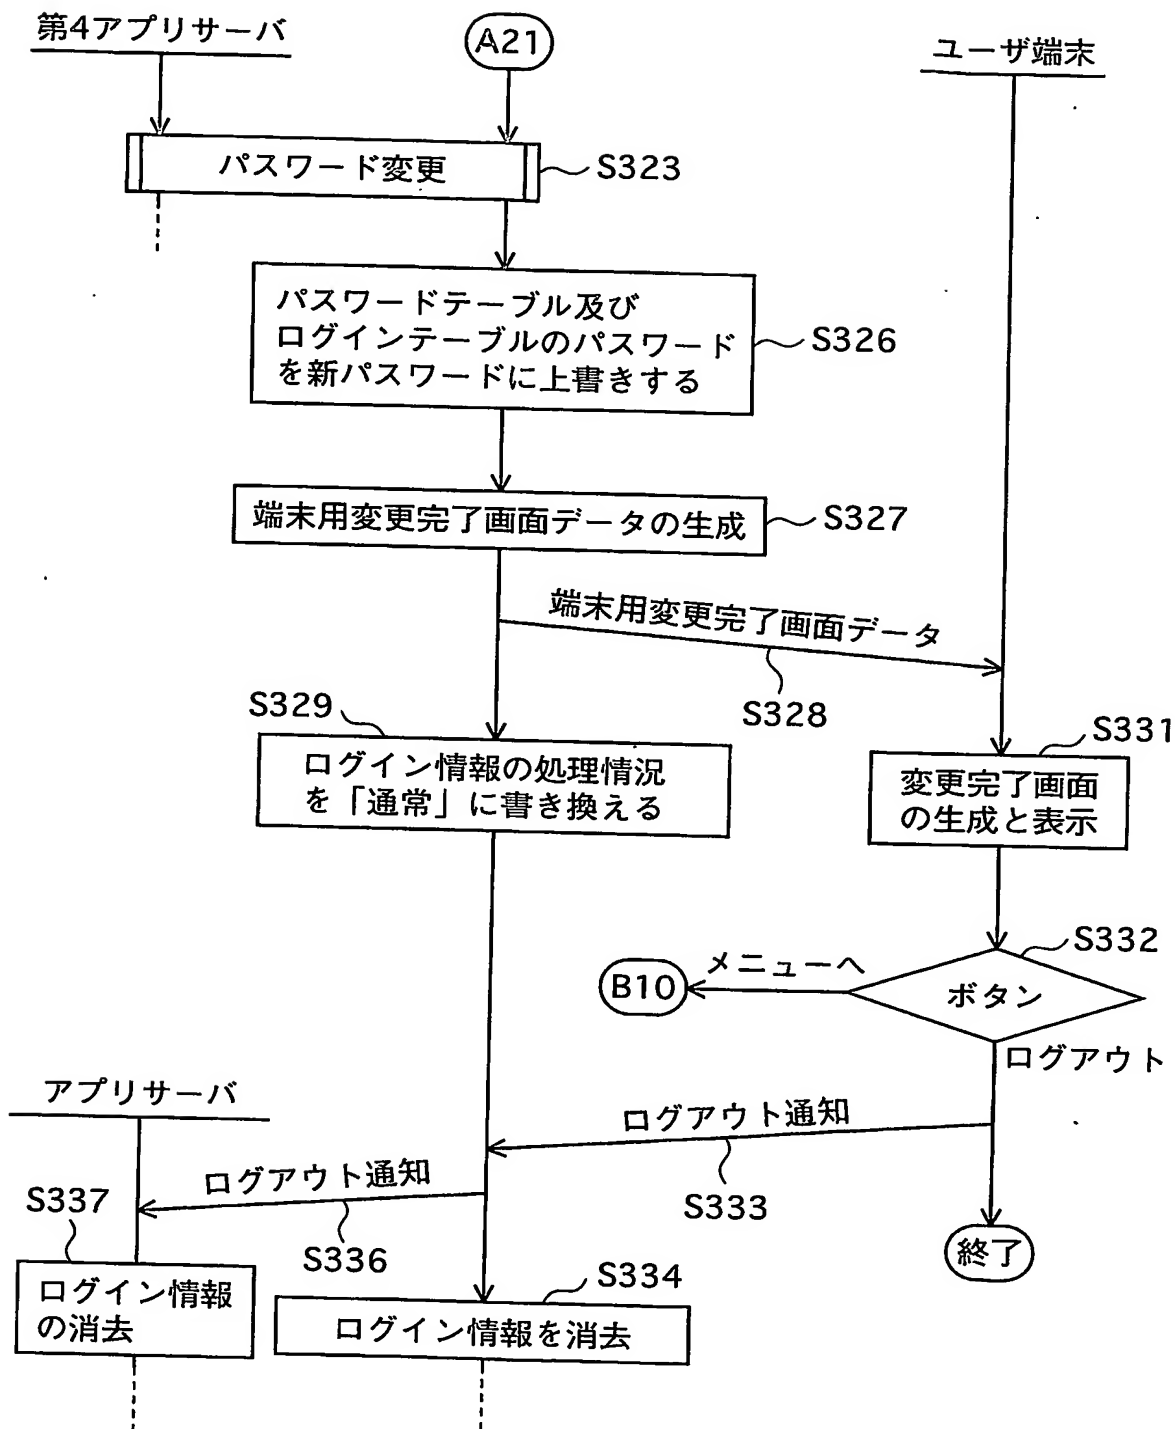 第4アプリサーバ
A21
ユーザ端末
パスワード変更
S323
パスワードテーブル及び
ログインテーブルのパスワード
を新パスワードに上書きする
S326
端末用変更完了画面データの生成
S327
端末用変更完了画面データ
S328
S329
ログイン情報の処理情況
を「通常」に書き換える
S331
変更完了画面
の生成と表示
S332
メニューへ
B10
ボタン
ログアウト
アプリサーバ
ログアウト通知
S333
ログアウト通知
S336
S337
ログイン情報
の消去
S334
ログイン情報を消去
終了